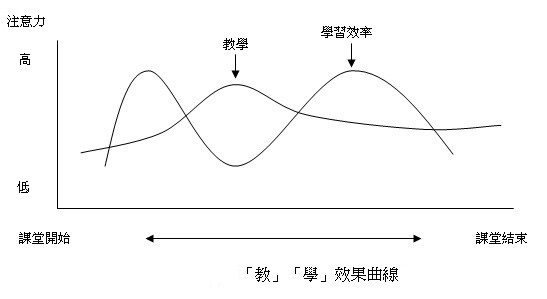 注意力
高
教學
學習效率
低
課堂開始
課堂結束
「教」「學」效果曲線